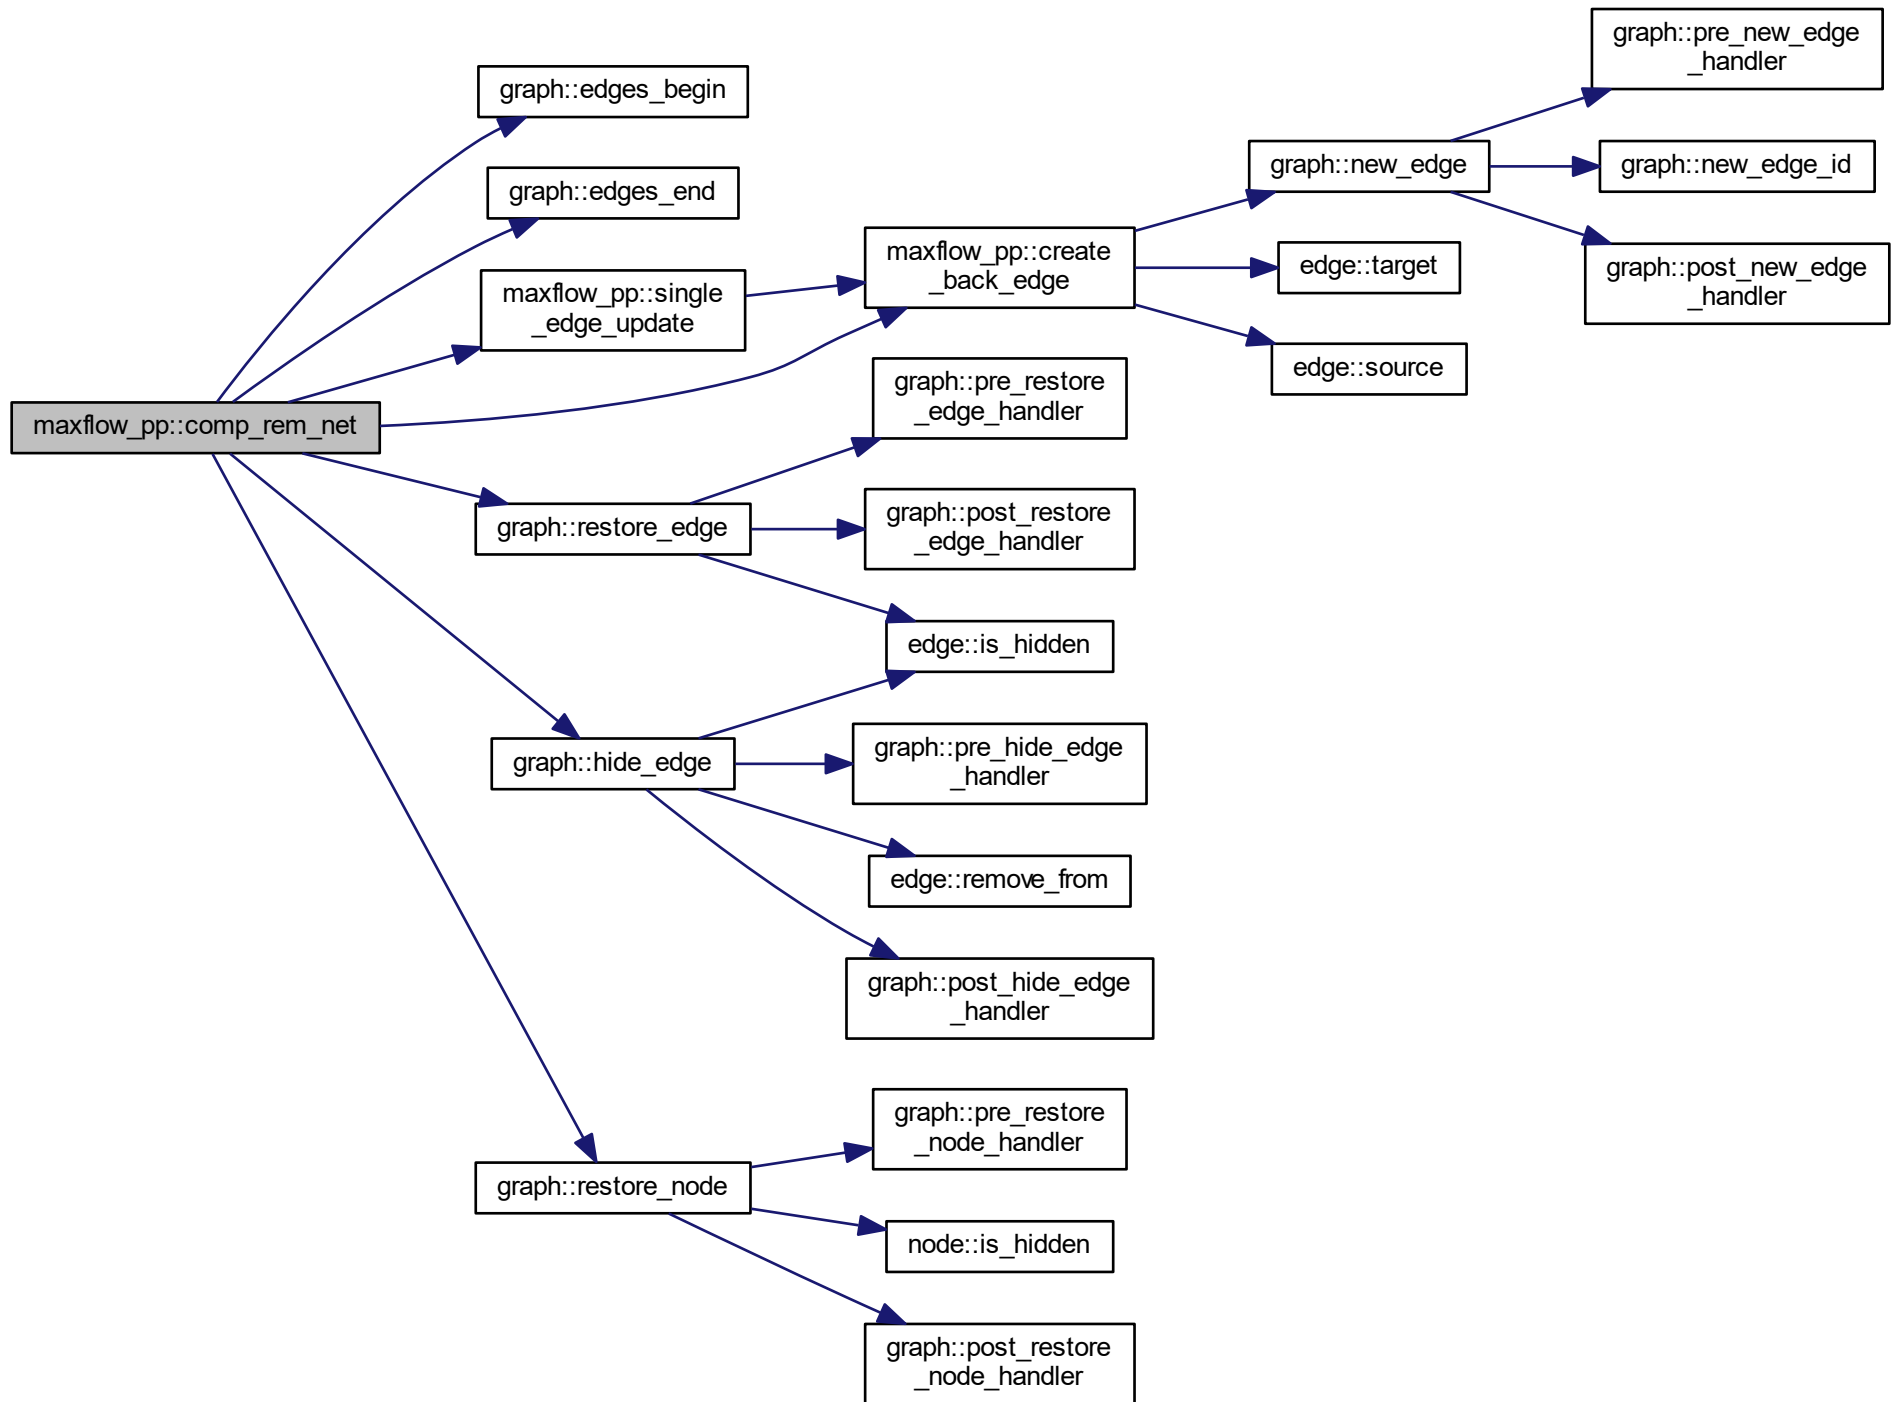 maxflow_pp::comp_rem_net
graph::edges_begin
graph::edges_end
maxflow_pp::single
_edge_update
maxflow_pp::create
_back_edge
graph::new_edge
graph::pre_new_edge
_handler
graph::new_edge_id
graph::post_new_edge
_handler
edge::target
edge::source
graph::restore_edge
graph::pre_restore
_edge_handler
graph::post_restore
_edge_handler
edge::is_hidden
graph::hide_edge
graph::pre_hide_edge
_handler
edge::remove_from
graph::post_hide_edge
_handler
graph::restore_node
graph::pre_restore
_node_handler
node::is_hidden
graph::post_restore
_node_handler